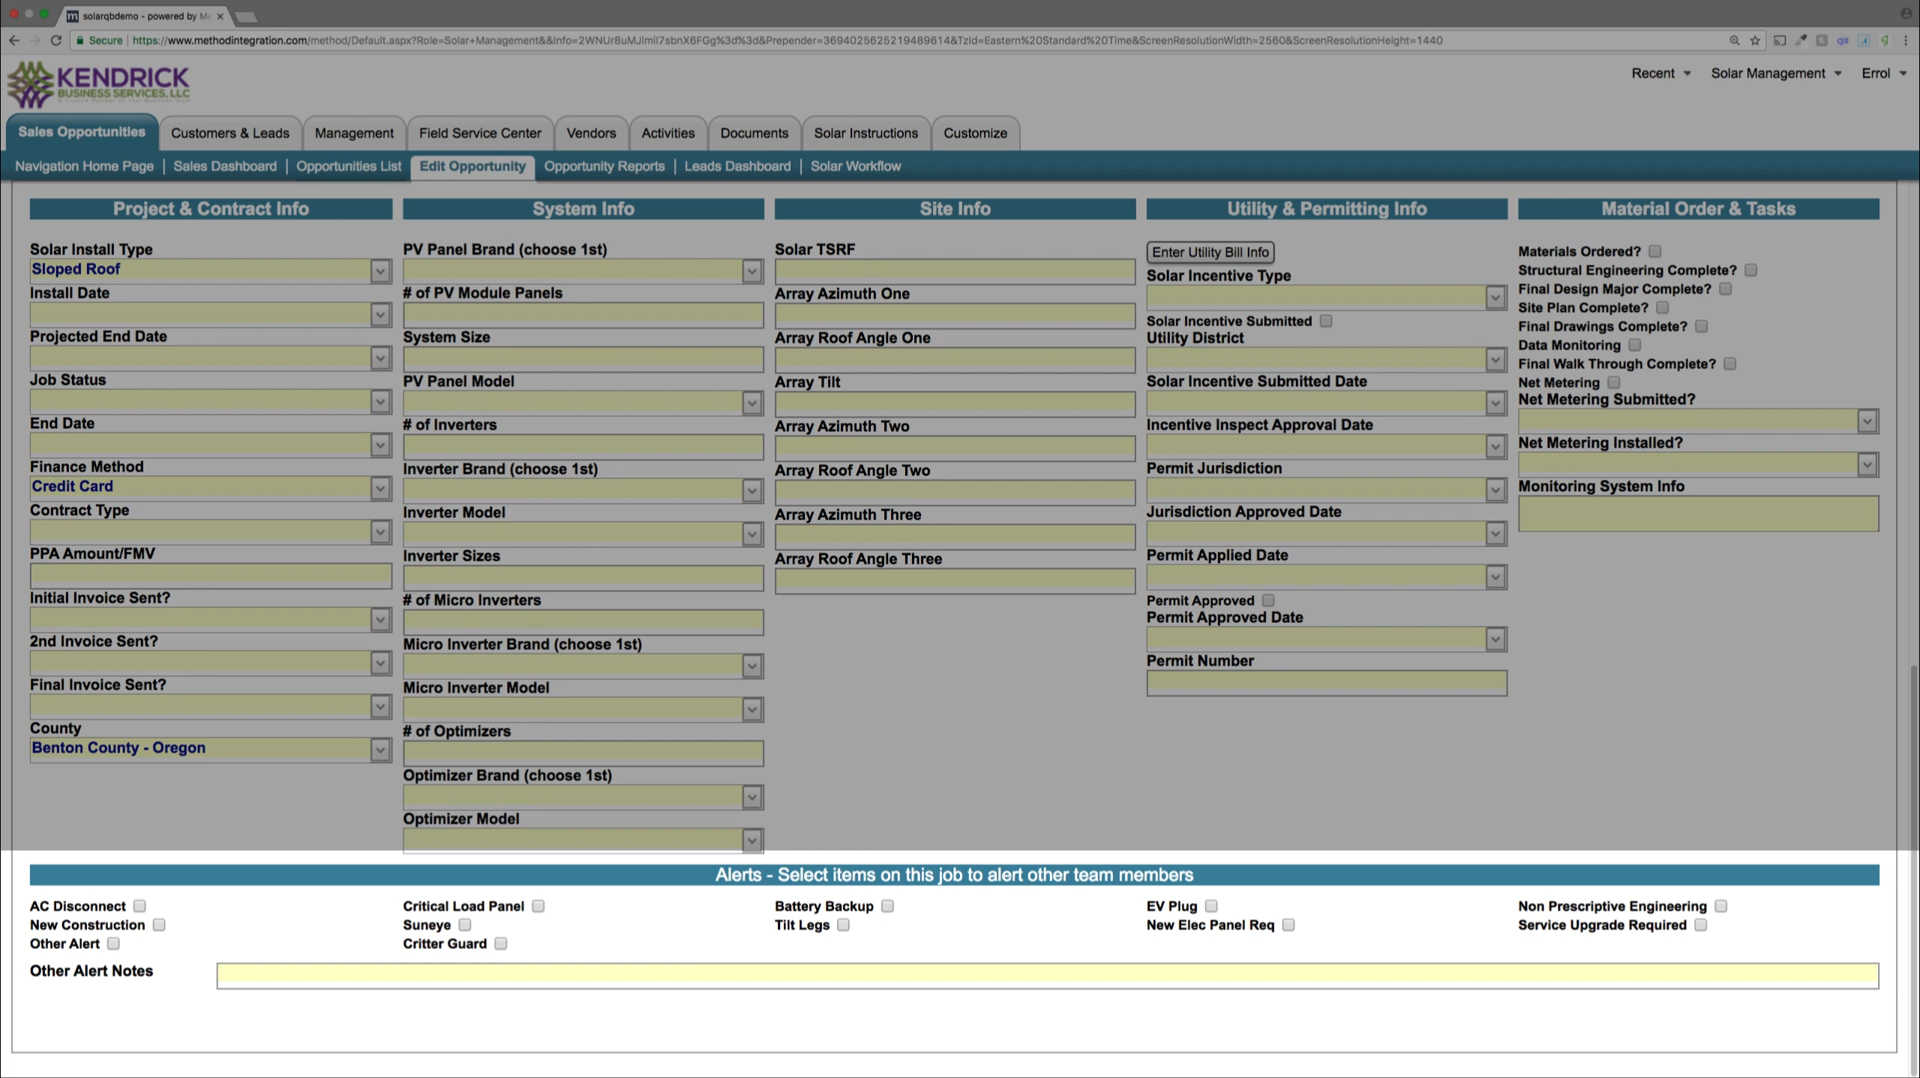 solarqbdemo - powered by Me
Secure https://www.methodintegration.com/method/Default.aspx?Role=Solar+Management&&Info=2WNUr8uMJImiI7sbnX6FGg%3d%3d&Prepender=3694025625219489614&TzId=Eastern%20Standard%20Time&ScreenResolutionWidth=2560&ScreenResolutionHeight=1440
KENDRICK
BUSINESS SERVICES, LLC
Recent Solar Management Errol
Sales Opportunities Customers & Leads Management Field Service Center Vendors Activities Documents Solar Instructions Customize
Navigation Home Page | Sales Dashboard | Opportunities List Edit Opportunity Opportunity Reports | Leads Dashboard | Solar Workflow
Project & Contract Info
Solar Install Type
Sloped Roof
Install Date
Projected End Date
Job Status
End Date
Finance Method
Credit Card
Contract Type
PPA Amount/FMV
Initial Invoice Sent?
2nd Invoice Sent?
Final Invoice Sent?
County
Benton County - Oregon
System Info
PV Panel Brand (choose 1st)
# of PV Module Panels
System Size
PV Panel Model
# of Inverters
Inverter Brand (choose 1st)
Inverter Model
Inverter Sizes
# of Micro Inverters
Micro Inverter Brand (choose 1st)
Micro Inverter Model
# of Optimizers
Optimizer Brand (choose 1st)
Optimizer Model
Site Info
Solar TSRF
Array Azimuth One
Array Roof Angle One
Array Tilt
Array Azimuth Two
Array Roof Angle Two
Array Azimuth Three
Array Roof Angle Three
Utility & Permitting Info
Enter Utility Bill Info
Solar Incentive Type
Solar Incentive Submitted
Utility District
Solar Incentive Submitted Date
Incentive Inspect Approval Date
Permit Jurisdiction
Jurisdiction Approved Date
Permit Applied Date
Permit Approved
Permit Approved Date
Permit Number
Material Order & Tasks
Materials Ordered?
Structural Engineering Complete?
Final Design Major Complete?
Site Plan Complete?
Final Drawings Complete?
Data Monitoring
Final Walk Through Complete?
Net Metering
Net Metering Submitted?
Net Metering Installed?
Monitoring System Info
Alerts - Select items on this job to alert other team members
AC Disconnect Critical Load Panel Battery Backup EV Plug Non Prescriptive Engineering
New Construction Suneye Tilt Legs New Elec Panel Req Service Upgrade Required
Other Alert Critter Guard
Other Alert Notes